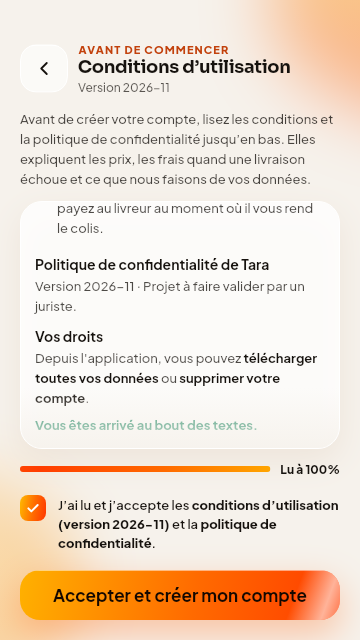 AVANT DE COMMENCER
Conditions d’utilisation
Version 2026-11
Avant de créer votre compte, lisez les conditions et
la politique de confidentialité jusqu’en bas. Elles
expliquent les prix, les frais quand une livraison
échoue et ce que nous faisons de vos données.
payez au livreur au moment où il vous rend
le colis.
Politique de confidentialité de Tara
Version 2026-11 · Projet à faire valider par un
juriste.
Vos droits
Depuis l’application, vous pouvez télécharger
toutes vos données ou supprimer votre
compte.
Vous êtes arrivé au bout des textes.
Lu à 100%
J’ai lu et j’accepte les conditions d’utilisation
(version 2026-11) et la politique de
confidentialité.
Accepter et créer mon compte